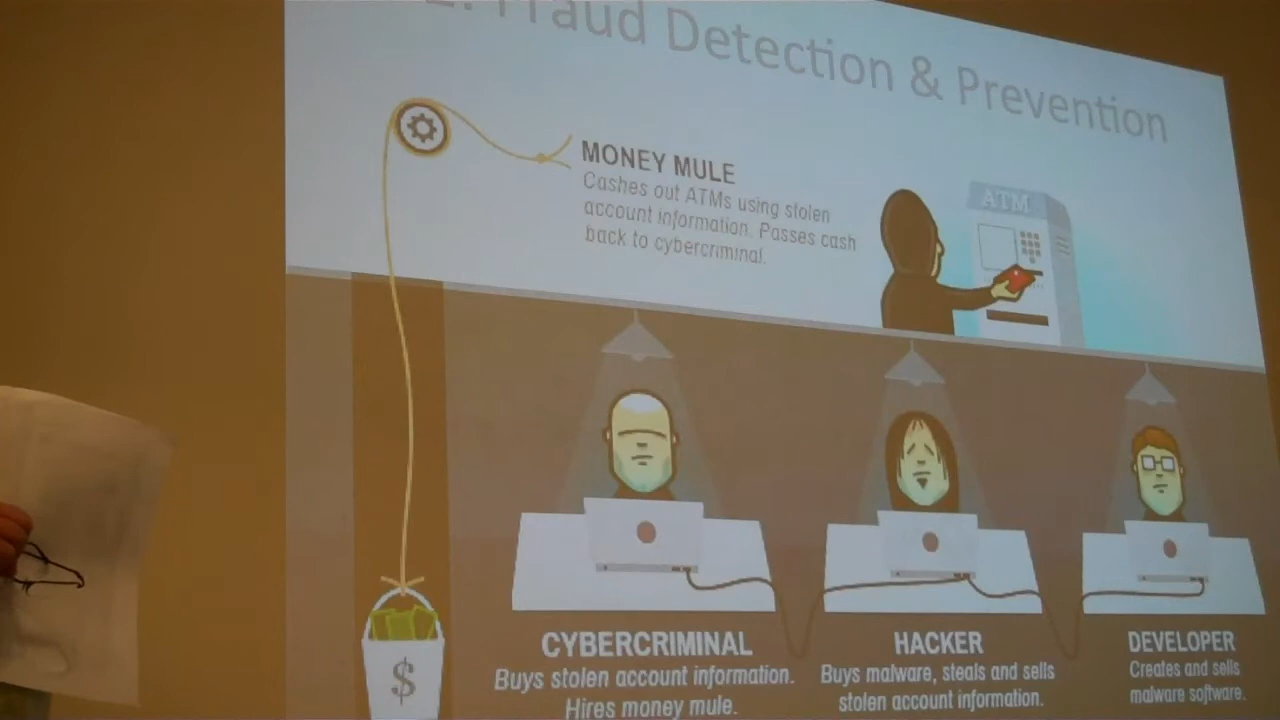 2. Fraud Detection & Prevention
MONEY MULE
Cashes out ATMs using stolen
account information. Passes cash
back to cybercriminal.
ATM
$
CYBERCRIMINAL
Buys stolen account information.
Hires money mule.
HACKER
Buys malware, steals and sells
stolen account information.
DEVELOPER
Creates and sells
malware software.